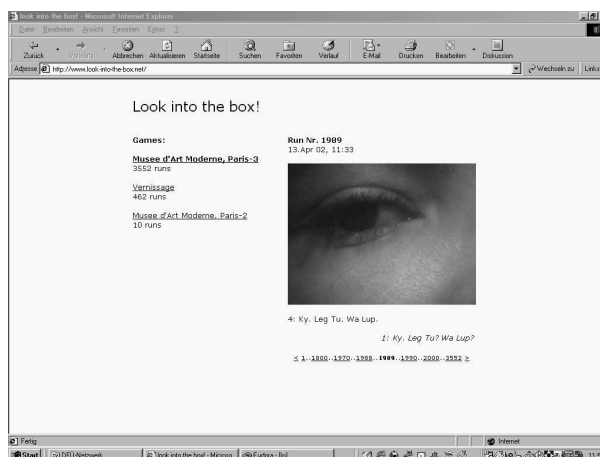 look into the box! - Microsoft Internet Explorer
Datei Bearbeiten Ansicht Favoriten Extras ?
Zurück Vorwärts Abbrechen Aktualisieren Startseite Suchen Favoriten Verlauf E-Mail Drucken Bearbeiten Diskussion
Adresse http://www.look-into-the-box.net/ Wechseln zu Links
Look into the box!
Games:
Musee d'Art Moderne, Paris-3
3552 runs
Vernissage
462 runs
Musee d'Art Moderne, Paris-2
10 runs
Run Nr. 1989
13.Apr 02, 11:33
4: Ky. Leg Tu. Wa Lup.
1: Ky. Leg Tu? Wa Lup?
< 1..1800..1970..1988..1989..1990..2000..3552 >
Fertig Internet
Start DFÜ-Netzwerk look into the box! - Microso... Eudora - [In]